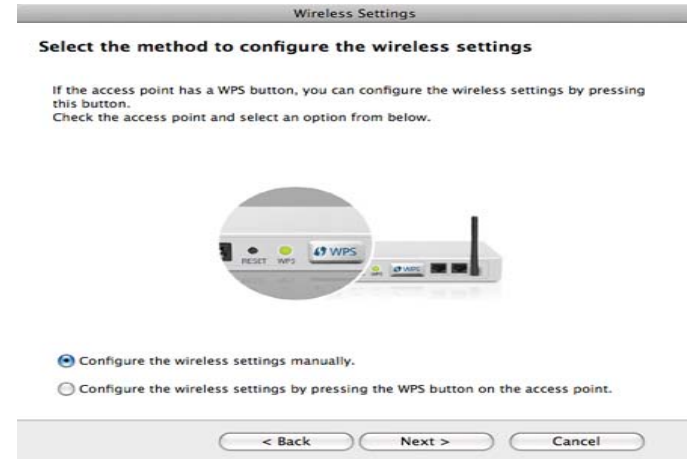 Wireless Settings
Select the method to configure the wireless settings
If the access point has a WPS button, you can configure the wireless settings by pressing
this button.
Check the access point and select an option from below.
RESET WPS WPS
WPS WPS
Configure the wireless settings manually.
Configure the wireless settings by pressing the WPS button on the access point.
< Back Next > Cancel